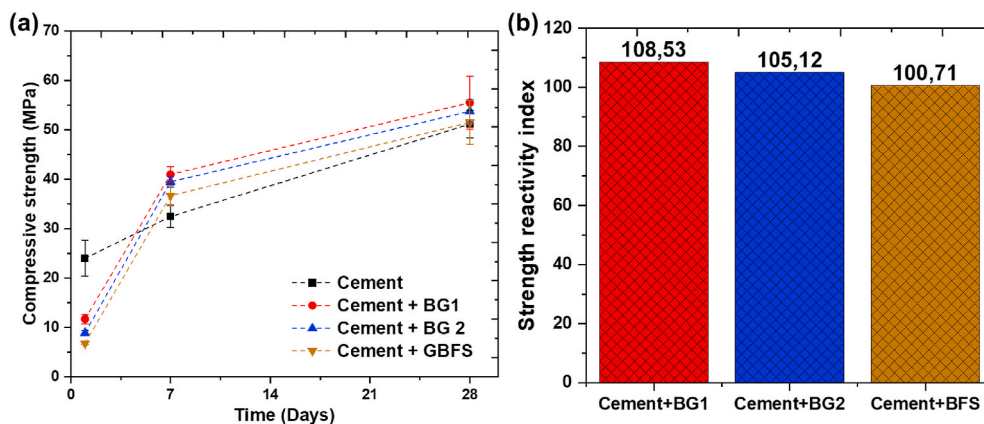 (a)
Compressive strength (MPa)
70
60
50
40
30
20
10
0
0
7
14
21
28
Time (Days)
Cement
Cement + BG1
Cement + BG 2
Cement + GBFS
(b)
Strength reactivity index
120
100
80
60
40
20
0
108,53
105,12
100,71
Cement+BG1
Cement+BG2
Cement+BFS